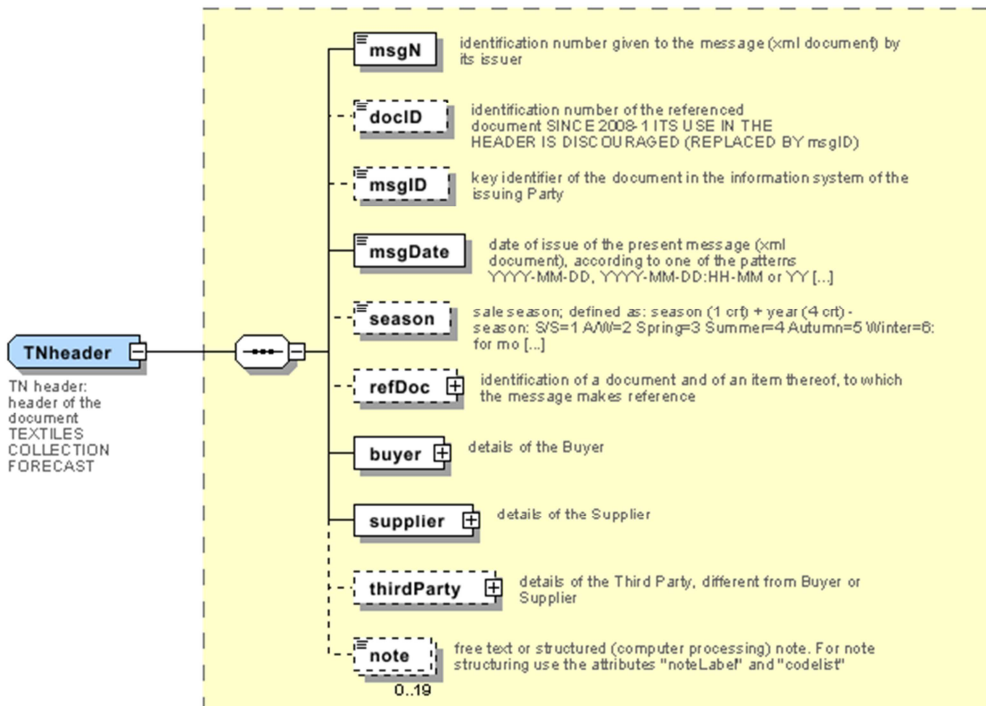 msgN
identification number given to the message (xml document) by
its issuer
docID
identification number of the referenced
document SINCE 2008-1 ITS USE IN THE
HEADER IS DISCOURAGED (REPLACED BY msgID)
msgID
key identifier of the document in the information system of the
issuing Party
msgDate
date of issue of the present message (xml
document), according to one of the patterns
YYYY-MM-DD, YYYY-MM-DD:HH-MM or YY [...]
season
sale season; defined as: season (1 crt) + year (4 crt) -
season: S/S=1 A/W=2 Spring=3 Summer=4 Autumn=5 Winter=6:
for mo [...]
TNheader
TN header:
header of the
document
TEXTILES
COLLECTION
FORECAST
refDoc
identification of a document and of an item thereof, to which
the message makes reference
buyer
details of the Buyer
supplier
details of the Supplier
thirdParty
details of the Third Party, different from Buyer or
Supplier
note
free text or structured (computer processing) note. For note
structuring use the attributes "noteLabel" and "codelist"
0..19